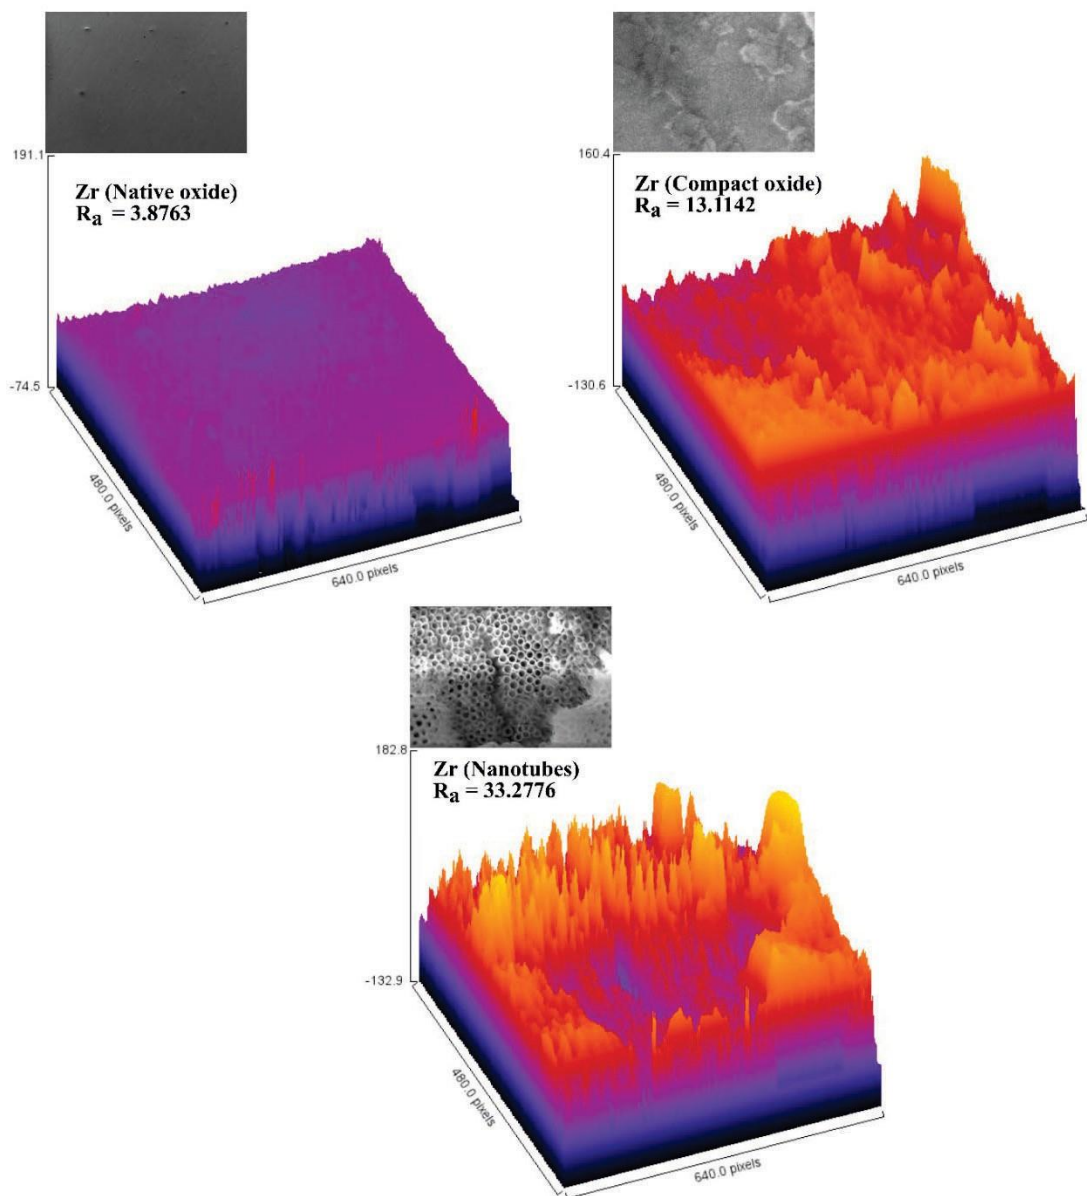 191.1
Zr (Native oxide)
Ra = 3.8763
-74.5
480.0 pixels
640.0 pixels
160.4
Zr (Compact oxide)
Ra = 13.1142
-130.6
480.0 pixels
640.0 pixels
182.8
Zr (Nanotubes)
Ra = 33.2776
-132.9
480.0 pixels
640.0 pixels